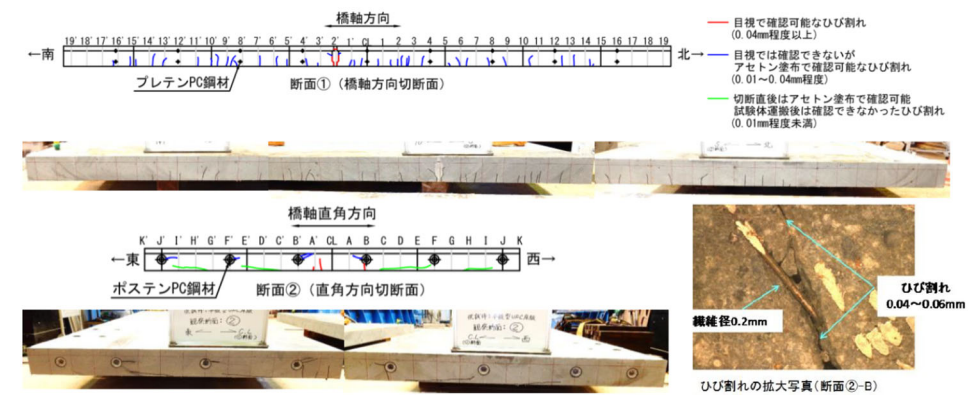 橋軸方向
19' 18' 17' 16' 15' 14' 13' 12' 11' 10' 9' 8' 7' 6' 5' 4' 3' 2' 1' CL 1 2 3 4 5 6 7 8 9 10 11 12 13 14 15 16 17 18 19
←南
北→
プレテンPC鋼材
断面①（橋軸方向切断面）
目視で確認可能なひび割れ
(0.04mm程度以上)
目視では確認できないが
アセトン塗布で確認可能なひび割れ
(0.01～0.04mm程度)
切断直後はアセトン塗布で確認可能
試験体運搬後は確認できなかったひび割れ
(0.01mm程度未満)
橋軸直角方向
K' J' I' H' G' F' E' D' C' B' A' CL A B C D E F G H I J K
←東
西→
ポステンPC鋼材
断面②（直角方向切断面）
②
②
ひび割れ
0.04～0.06mm
繊維径0.2mm
ひび割れの拡大写真(断面②-B)